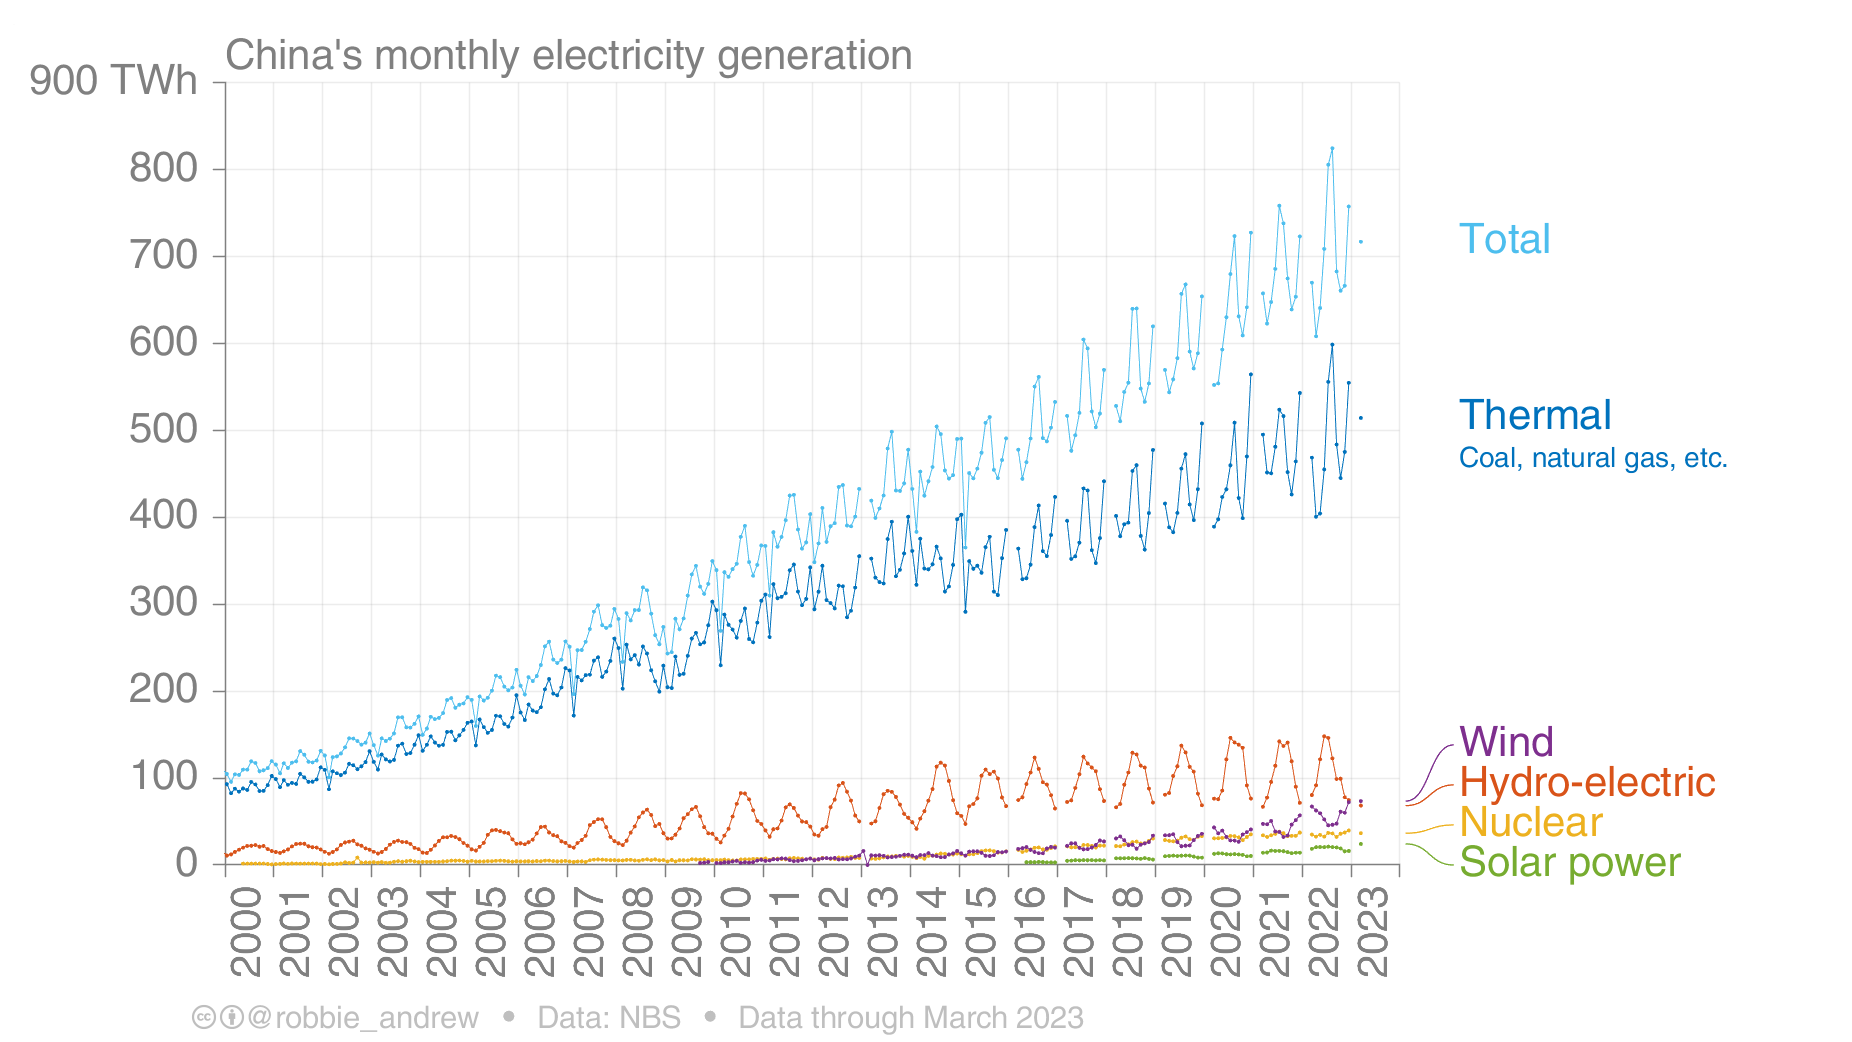 China's monthly electricity generation
900 TWh
800
700
600
500
400
300
200
100
0
Total
Thermal
Coal, natural gas, etc.
Wind
Hydro-electric
Nuclear
Solar power
2000 2001 2002 2003 2004 2005 2006 2007 2008 2009 2010 2011 2012 2013 2014 2015 2016 2017 2018 2019 2020 2021 2022 2023
cc @robbie_andrew • Data: NBS • Data through March 2023